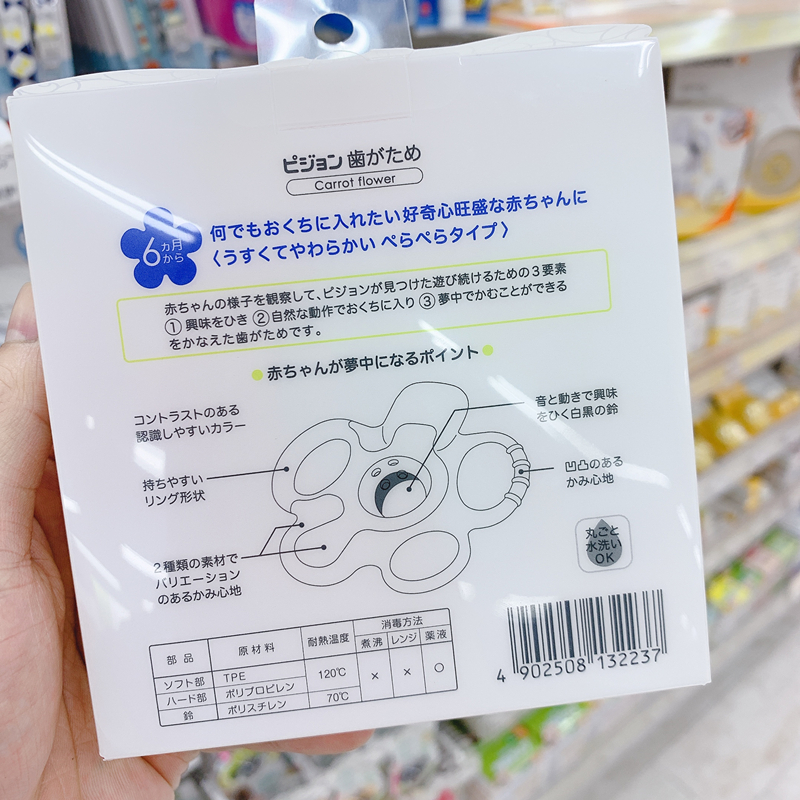 ピジョン 歯がため
Carrot flower
6ヵ月から
何でもおくちに入れたい好奇心旺盛な赤ちゃんに
〈うすくてやわらかい ぺらぺらタイプ〉
赤ちゃんの様子を観察して、ピジョンが見つけた遊び続けるための3要素
① 興味をひき ② 自然な動作でおくちに入り ③ 夢中でかむことができる
をかなえた歯がためです。
赤ちゃんが夢中になるポイント
コントラストのある
認識しやすいカラー
音と動きで興味
をひく白黒の鈴
持ちやすい
リング形状
凹凸のある
かみ心地
2種類の素材で
バリエーション
のあるかみ心地
丸ごと
水洗い
OK
部品 原材料 耐熱温度 消毒方法
煮沸 レンジ 薬液
ソフト部 TPE 120℃ × × ○
ハード部 ポリプロピレン 70℃
鈴 ポリスチレン
4 902508 132237